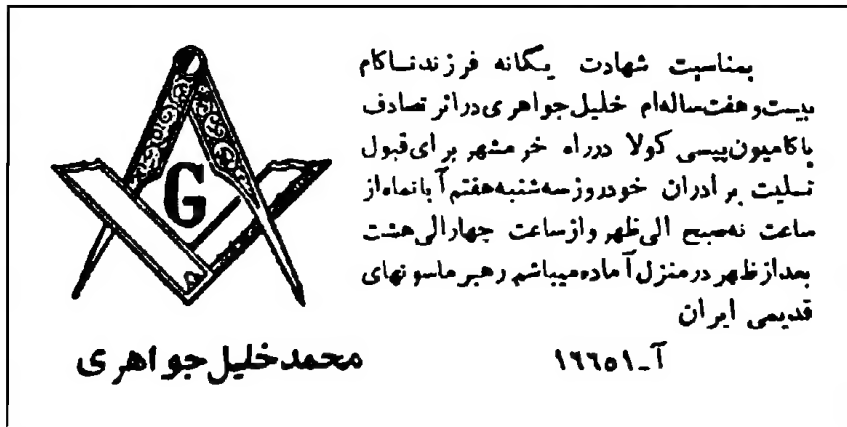 بمناسبت شهادت یگانه فرزند ناکام
بیست و هفت ساله‌ام خلیل جواهری در اثر تصادف
با کامیون پپسی کولا در راه خرمشهر برای قبول
تسلیت برادران خود روز سه شنبه هفتم آبانماه از
ساعت نه صبح الی ظهر و از ساعت چهار الی هشت
بعد از ظهر در منزل آماده میباشم رهبر ماسونهای
قدیمی ایران
آ_۱۶۶۵۱
محمد خلیل جواهری
G